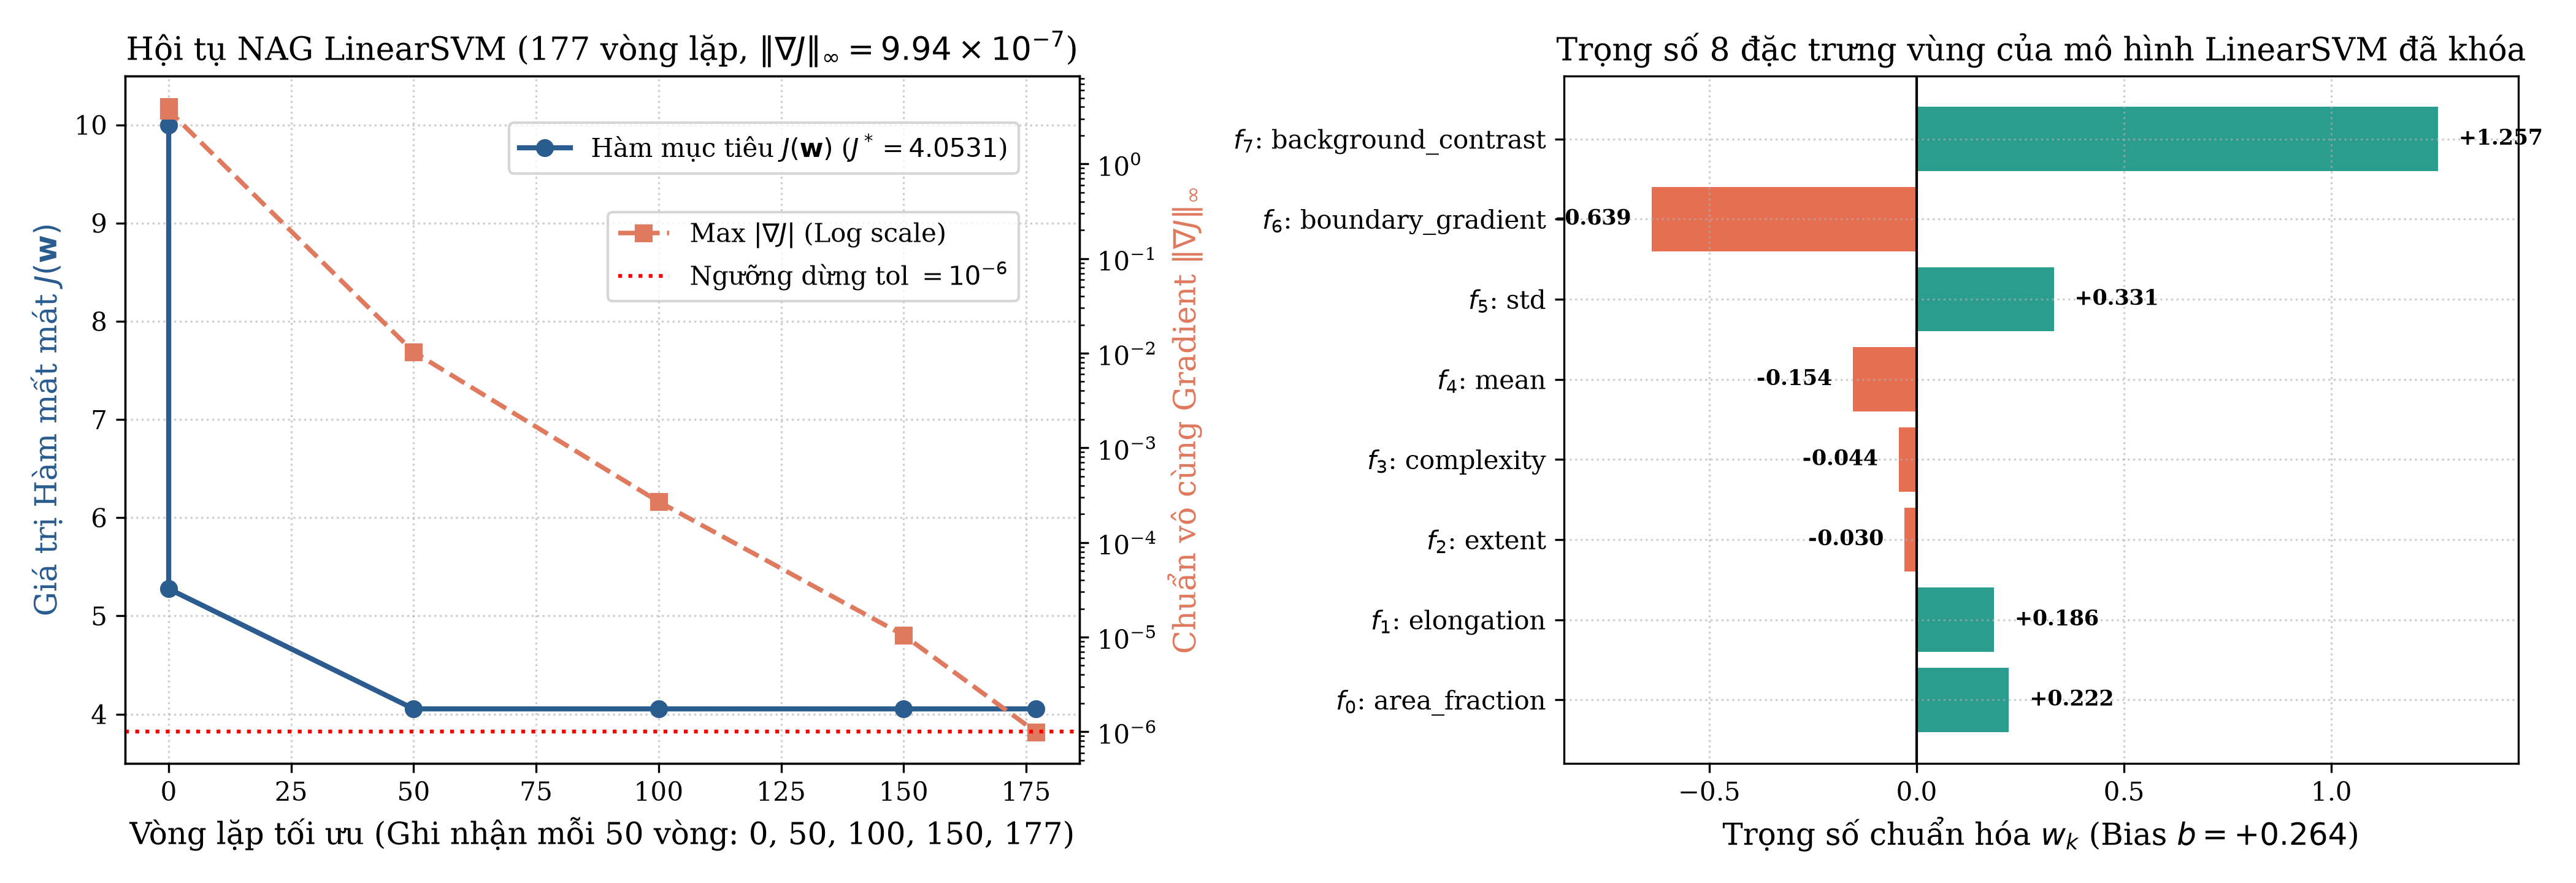 Hội tụ NAG LinearSVM (177 vòng lặp, ‖∇J‖∞ = 9.94 × 10⁻⁷)
Giá trị Hàm mất mát J(w)
10
9
8
7
6
5
4
Hàm mục tiêu J(w) (J* = 4.0531)
Max |∇J| (Log scale)
Ngưỡng dừng tol = 10⁻⁶
10⁰
10⁻¹
10⁻²
10⁻³
10⁻⁴
10⁻⁵
10⁻⁶
Chuẩn vô cùng Gradient ‖∇J‖∞
0 25 50 75 100 125 150 175
Vòng lặp tối ưu (Ghi nhận mỗi 50 vòng: 0, 50, 100, 150, 177)
Trọng số 8 đặc trưng vùng của mô hình LinearSVM đã khóa
f₇: background_contrast +1.257
f₆: boundary_gradient -0.639
f₅: std +0.331
f₄: mean -0.154
f₃: complexity -0.044
f₂: extent -0.030
f₁: elongation +0.186
f₀: area_fraction +0.222
−0.5 0.0 0.5 1.0
Trọng số chuẩn hóa wₖ (Bias b = +0.264)